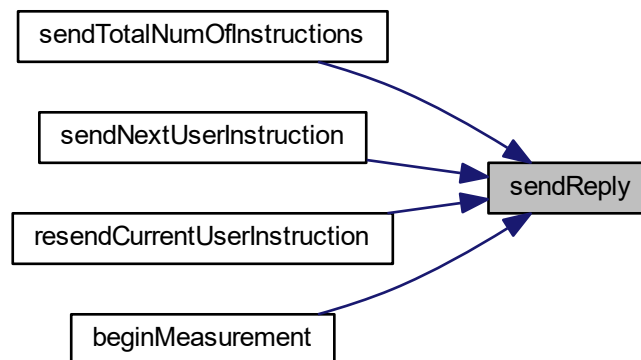 sendTotalNumOfInstructions
sendNextUserInstruction
sendReply
resendCurrentUserInstruction
beginMeasurement